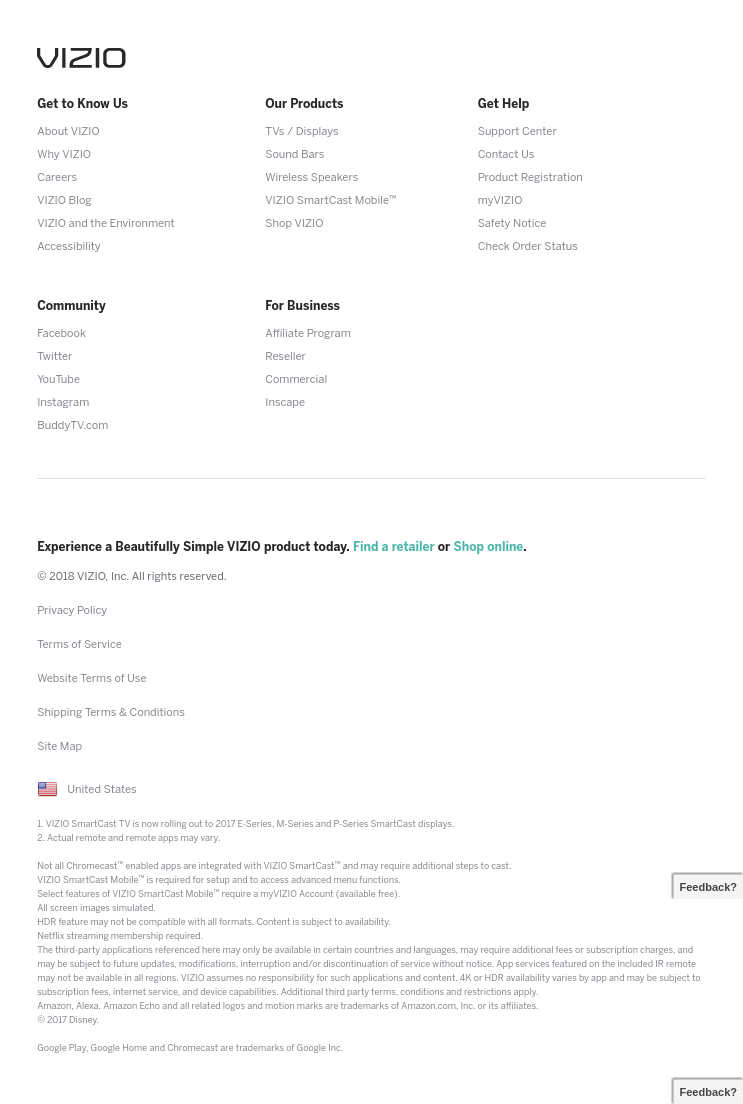 VIZIO
Get to Know Us
About VIZIO
Why VIZIO
Careers
VIZIO Blog
VIZIO and the Environment
Accessibility
Our Products
TVs / Displays
Sound Bars
Wireless Speakers
VIZIO SmartCast Mobile™
Shop VIZIO
Get Help
Support Center
Contact Us
Product Registration
myVIZIO
Safety Notice
Check Order Status
Community
Facebook
Twitter
YouTube
Instagram
BuddyTV.com
For Business
Affiliate Program
Reseller
Commercial
Inscape
Experience a Beautifully Simple VIZIO product today. Find a retailer or Shop online.
© 2018 VIZIO, Inc. All rights reserved.
Privacy Policy
Terms of Service
Website Terms of Use
Shipping Terms & Conditions
Site Map
United States
1. VIZIO SmartCast TV is now rolling out to 2017 E-Series, M-Series and P-Series SmartCast displays.
2. Actual remote and remote apps may vary.
Not all Chromecast™ enabled apps are integrated with VIZIO SmartCast™ and may require additional steps to cast.
VIZIO SmartCast Mobile™ is required for setup and to access advanced menu functions.
Select features of VIZIO SmartCast Mobile™ require a myVIZIO Account (available free).
All screen images simulated.
HDR feature may not be compatible with all formats. Content is subject to availability.
Netflix streaming membership required.
The third-party applications referenced here may only be available in certain countries and languages, may require additional fees or subscription charges, and
may be subject to future updates, modifications, interruption and/or discontinuation of service without notice. App services featured on the included IR remote
may not be available in all regions. VIZIO assumes no responsibility for such applications and content. 4K or HDR availability varies by app and may be subject to
subscription fees, internet service, and device capabilities. Additional third party terms, conditions and restrictions apply.
Amazon, Alexa, Amazon Echo and all related logos and motion marks are trademarks of Amazon.com, Inc. or its affiliates.
© 2017 Disney.
Google Play, Google Home and Chromecast are trademarks of Google Inc.
Feedback?
Feedback?